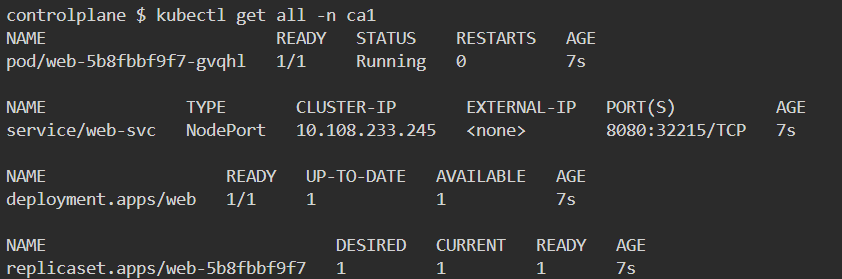 controlplane $ kubectl get all -n ca1
NAME READY STATUS RESTARTS AGE
pod/web-5b8fbbf9f7-gvqhl 1/1 Running 0 7s
NAME TYPE CLUSTER-IP EXTERNAL-IP PORT(S) AGE
service/web-svc NodePort 10.108.233.245 <none> 8080:32215/TCP 7s
NAME READY UP-TO-DATE AVAILABLE AGE
deployment.apps/web 1/1 1 1 7s
NAME DESIRED CURRENT READY AGE
replicaset.apps/web-5b8fbbf9f7 1 1 1 7s